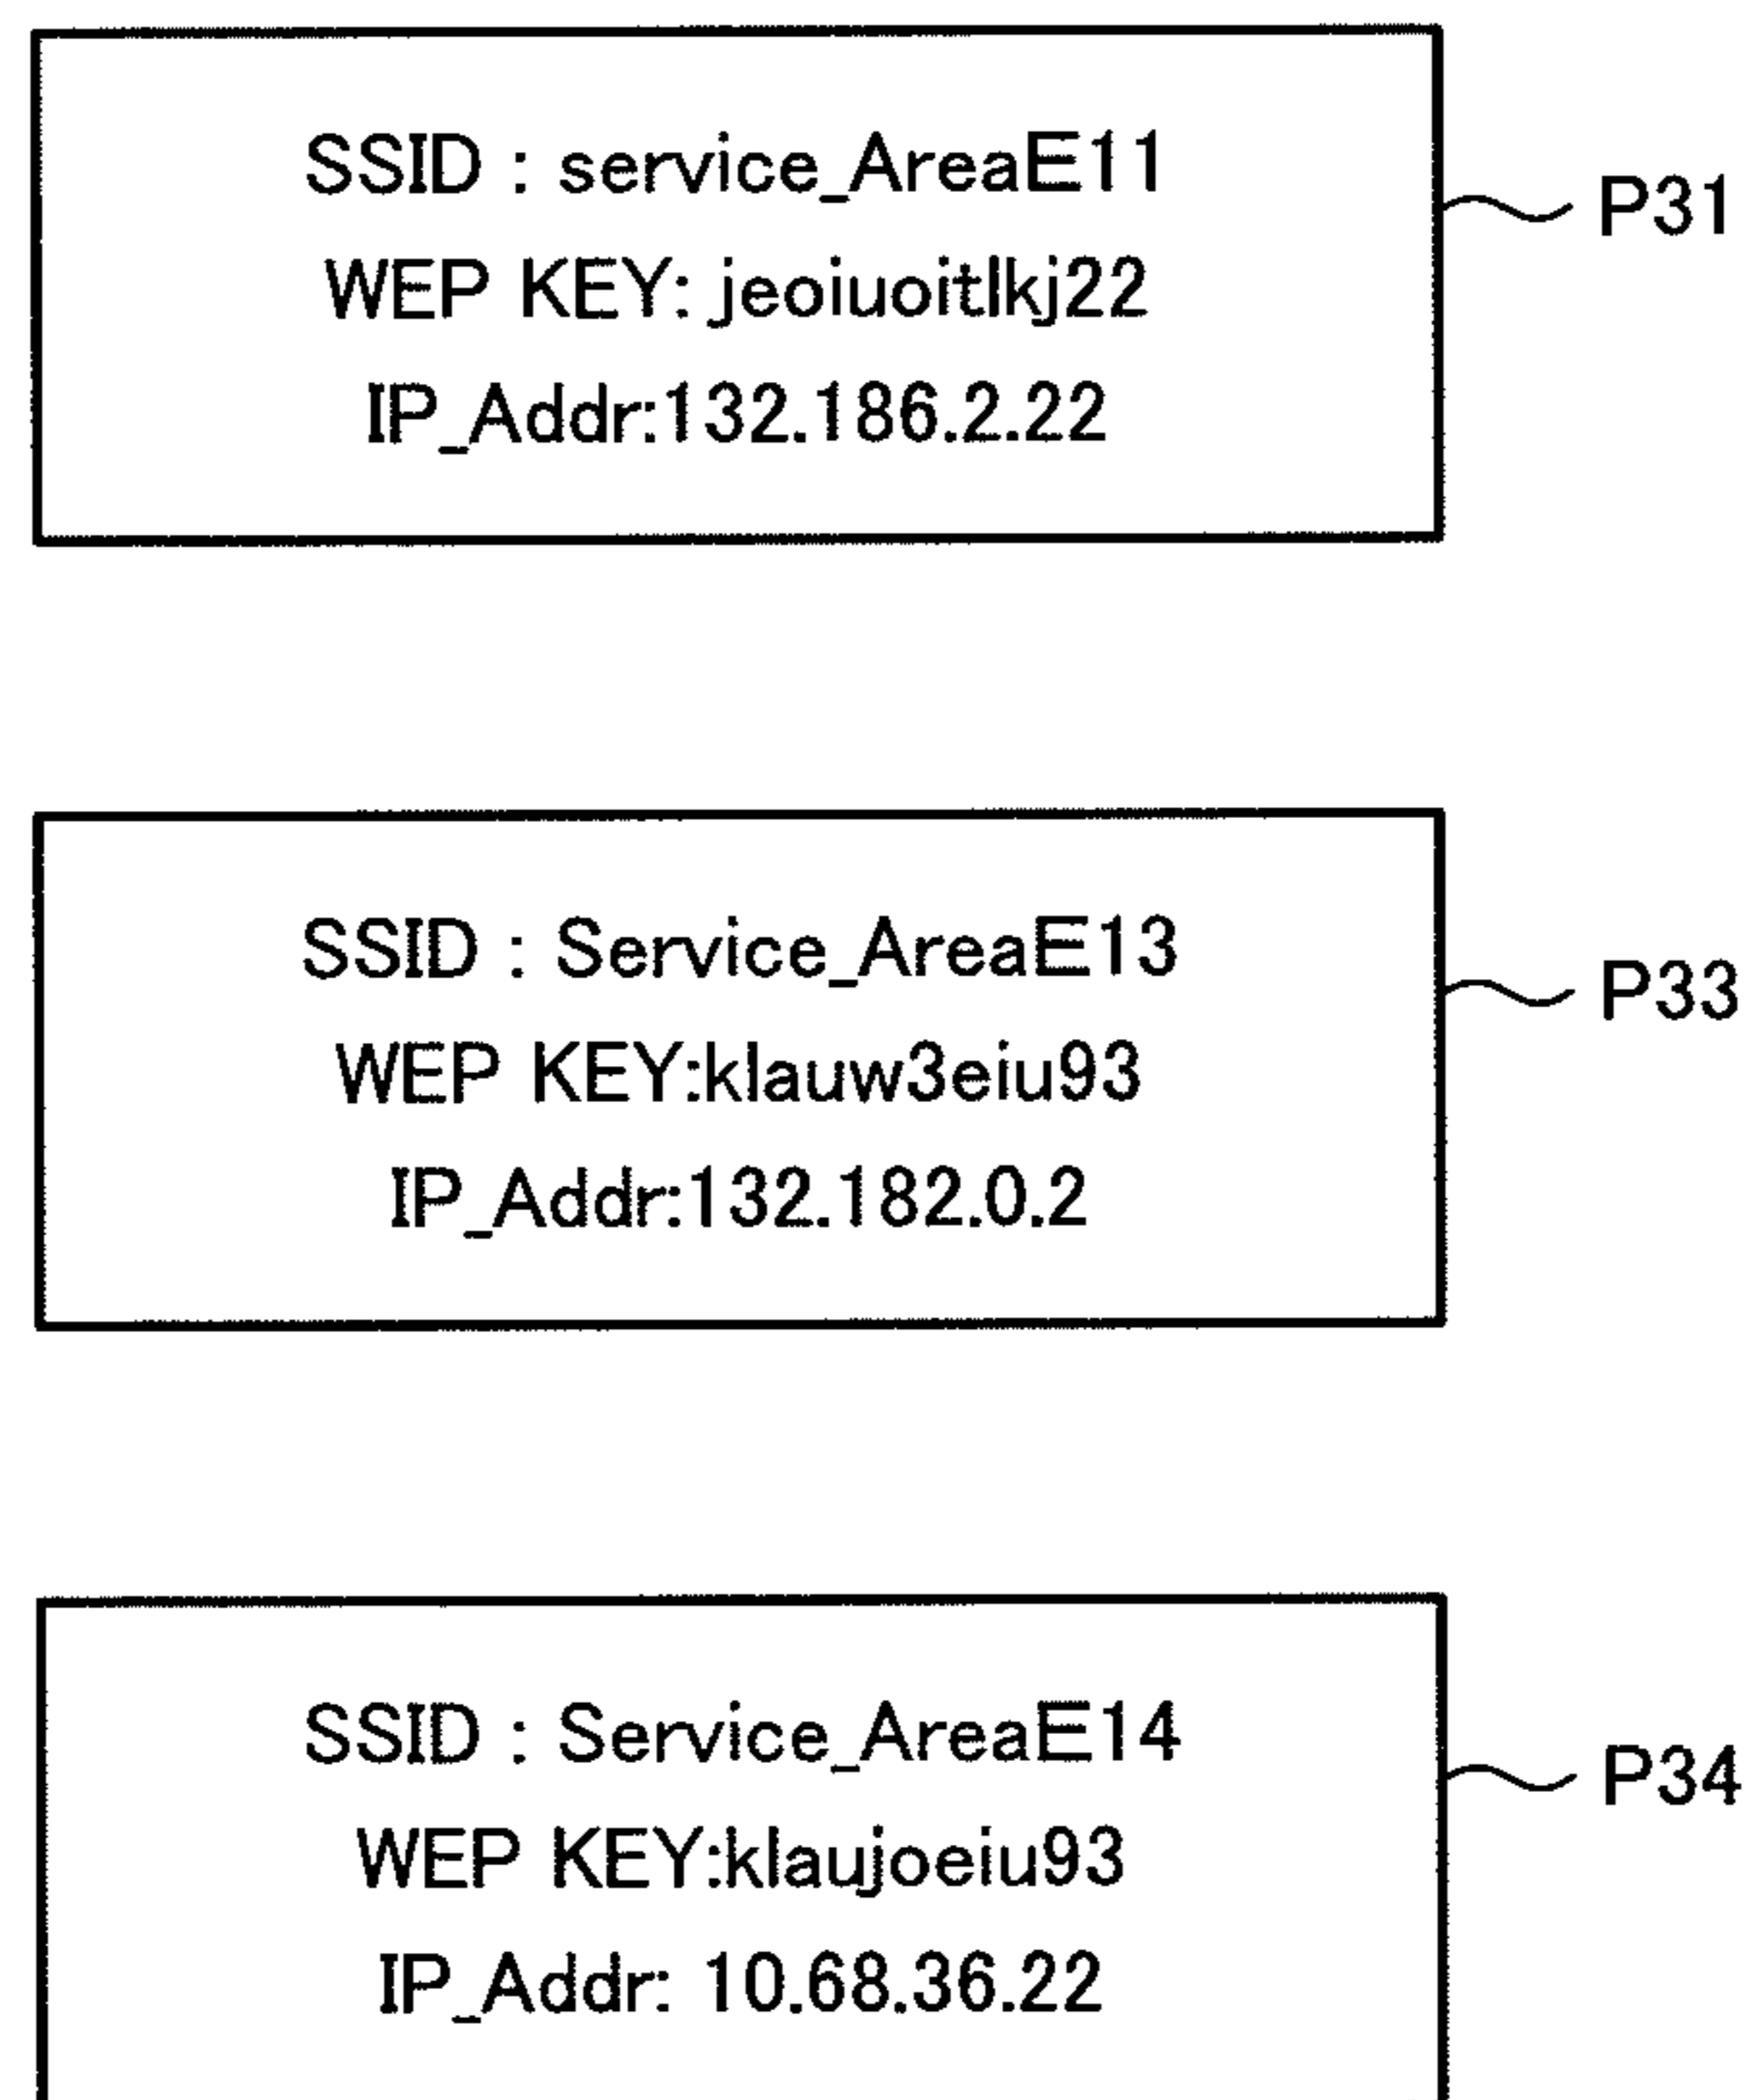 SSID : service_AreaE11
P31
WEP KEY: jeoiuoitlkj22
IP_Addr:132.186.2.22
SSID : Service_AreaE13
P33
WEP KEY:klauw3eiu93
IP_Addr:132.182.0.2
SSID : Service_AreaE14
P34
WEP KEY:klaujoeiu93
IP_Addr: 10.68.36.22